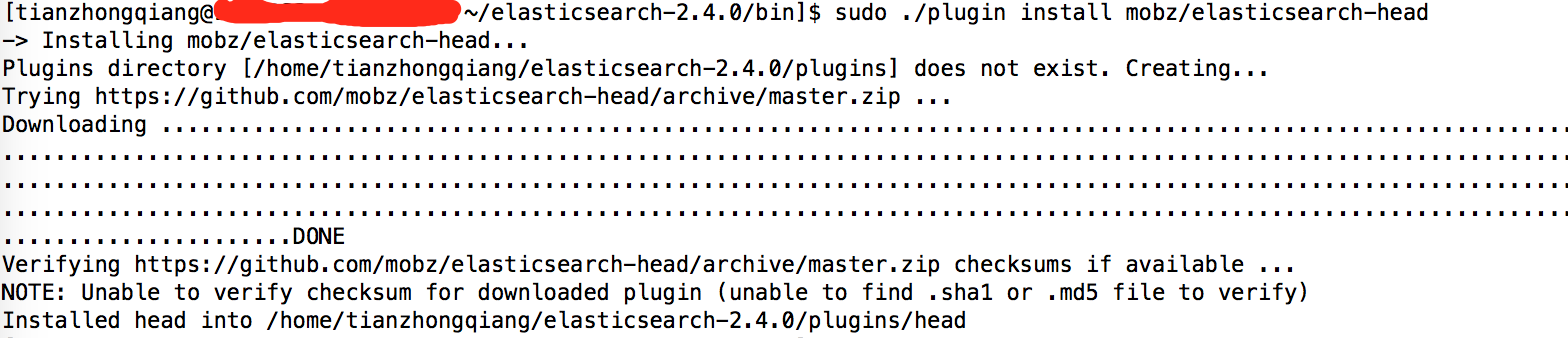 [tianzhongqiang@ ~/elasticsearch-2.4.0/bin]$ sudo ./plugin install mobz/elasticsearch-head
-> Installing mobz/elasticsearch-head...
Plugins directory [/home/tianzhongqiang/elasticsearch-2.4.0/plugins] does not exist. Creating...
Trying https://github.com/mobz/elasticsearch-head/archive/master.zip ...
Downloading ..........................................................................................................
.......................................................................................................................
.......................................................................................................................
.......................................................................................................................
......................DONE
Verifying https://github.com/mobz/elasticsearch-head/archive/master.zip checksums if available ...
NOTE: Unable to verify checksum for downloaded plugin (unable to find .sha1 or .md5 file to verify)
Installed head into /home/tianzhongqiang/elasticsearch-2.4.0/plugins/head